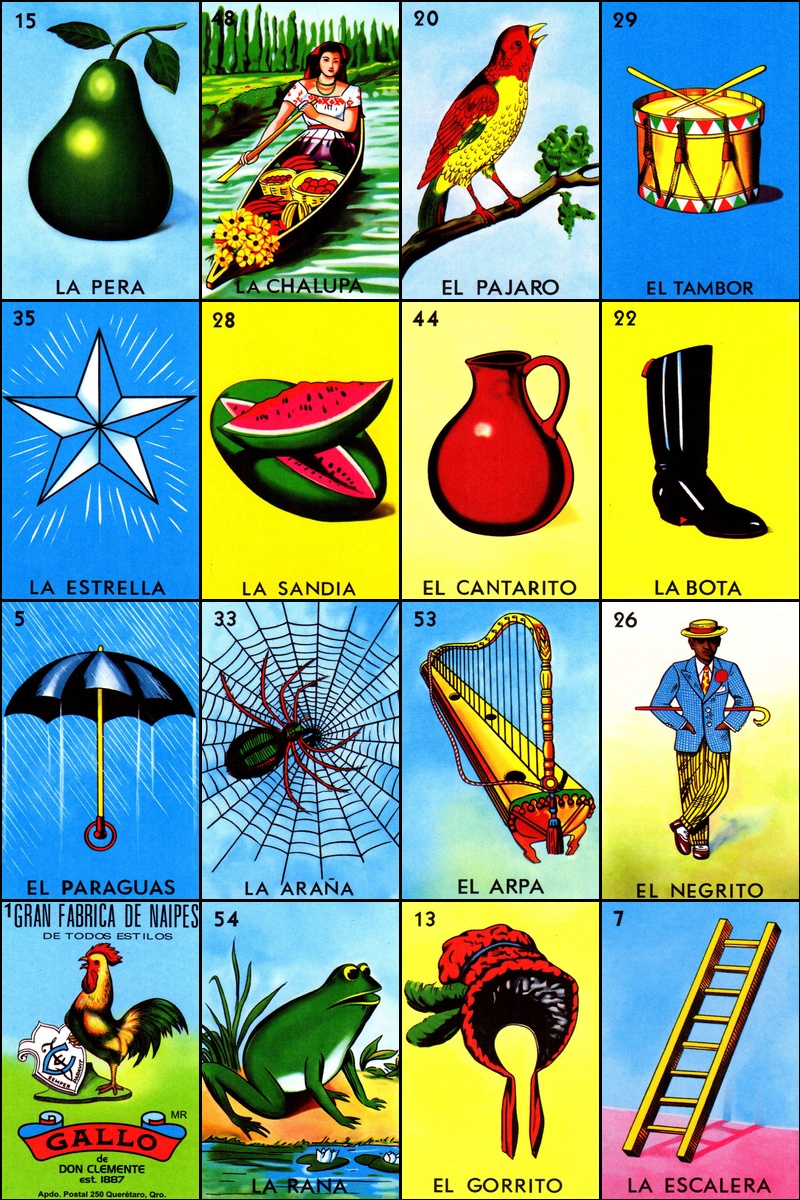 15
LA PERA
48
LA CHALUPA
20
EL PAJARO
29
EL TAMBOR
35
LA ESTRELLA
28
LA SANDIA
44
EL CANTARITO
22
LA BOTA
5
EL PARAGUAS
33
LA ARAÑA
53
EL ARPA
26
EL NEGRITO
1
GRAN FABRICA DE NAIPES
DE TODOS ESTILOS
MR
GALLO
de
DON CLEMENTE
est. 1887
Apdo. Postal 250 Querétaro, Qro.
54
LA RANA
13
EL GORRITO
7
LA ESCALERA